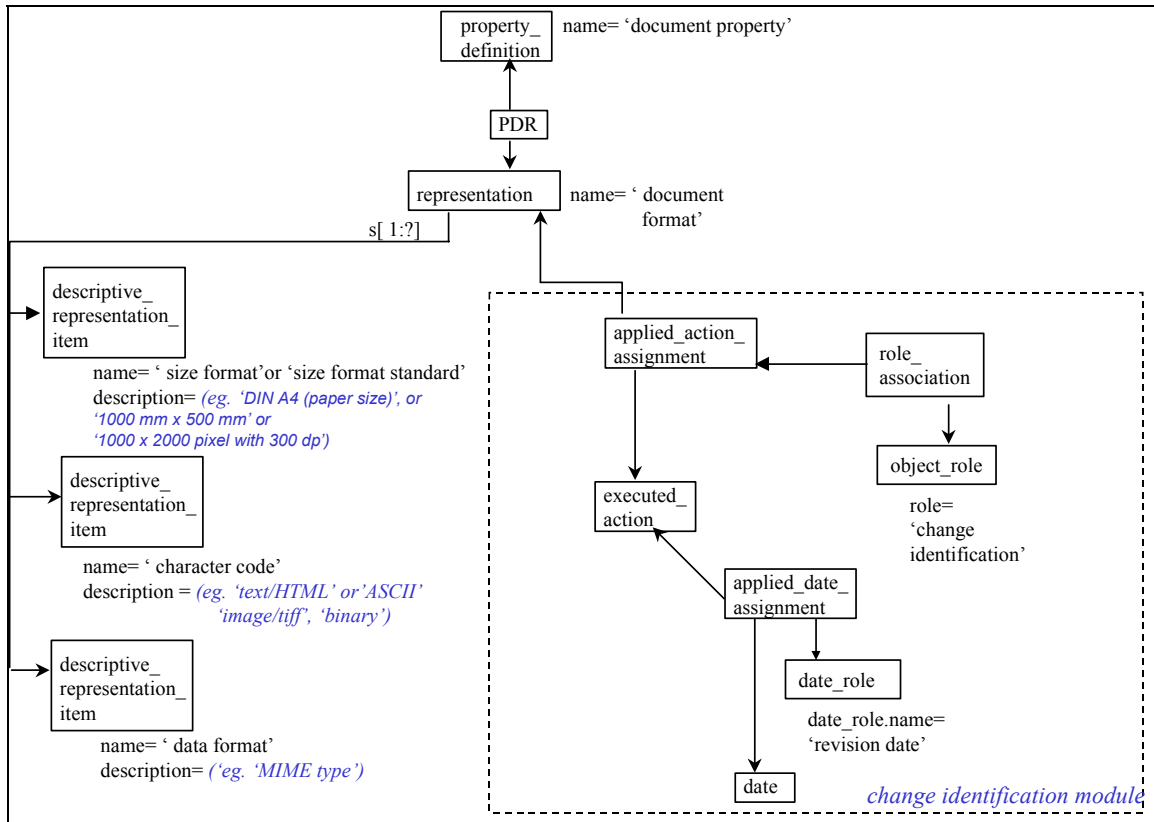 property_
definition
name= ‘document property’
PDR
representation
name= ‘ document
format’
s[ 1:?]
descriptive_
representation_
item
name= ‘ size format’or ‘size format standard’
description= (eg. ‘DIN A4 (paper size)’, or
‘1000 mm x 500 mm’ or
‘1000 x 2000 pixel with 300 dp’)
descriptive_
representation_
item
name= ‘ character code’
description = (eg. ‘text/HTML’ or’ASCII’
‘image/tiff’, ‘binary’)
descriptive_
representation_
item
name= ‘ data format’
description= (‘eg. ‘MIME type’)
applied_action_
assignment
role_
association
object_role
role=
‘change
identification’
executed_
action
applied_date_
assignment
date_role
date_role.name=
‘revision date’
date
change identification module